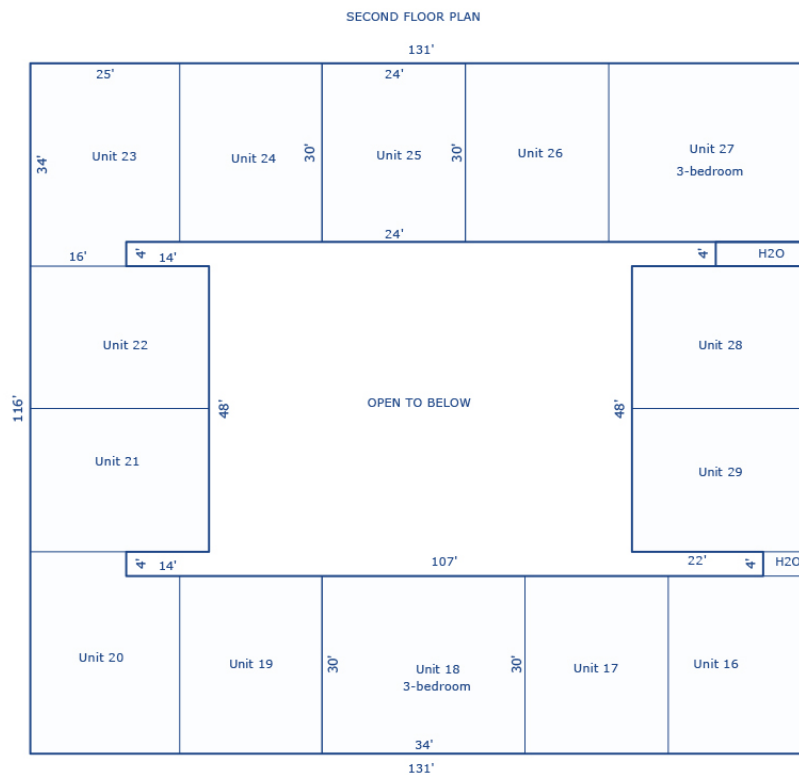 SECOND FLOOR PLAN
131'
25'
24'
Unit 23
Unit 24
30'
Unit 25
30'
Unit 26
Unit 27
3-bedroom
34'
24'
16'
4'
14'
4'
H2O
Unit 22
Unit 28
116'
48'
OPEN TO BELOW
48'
Unit 21
Unit 29
4'
14'
107'
22'
4'
H2O
Unit 20
Unit 19
30'
Unit 18
3-bedroom
30'
Unit 17
Unit 16
34'
131'